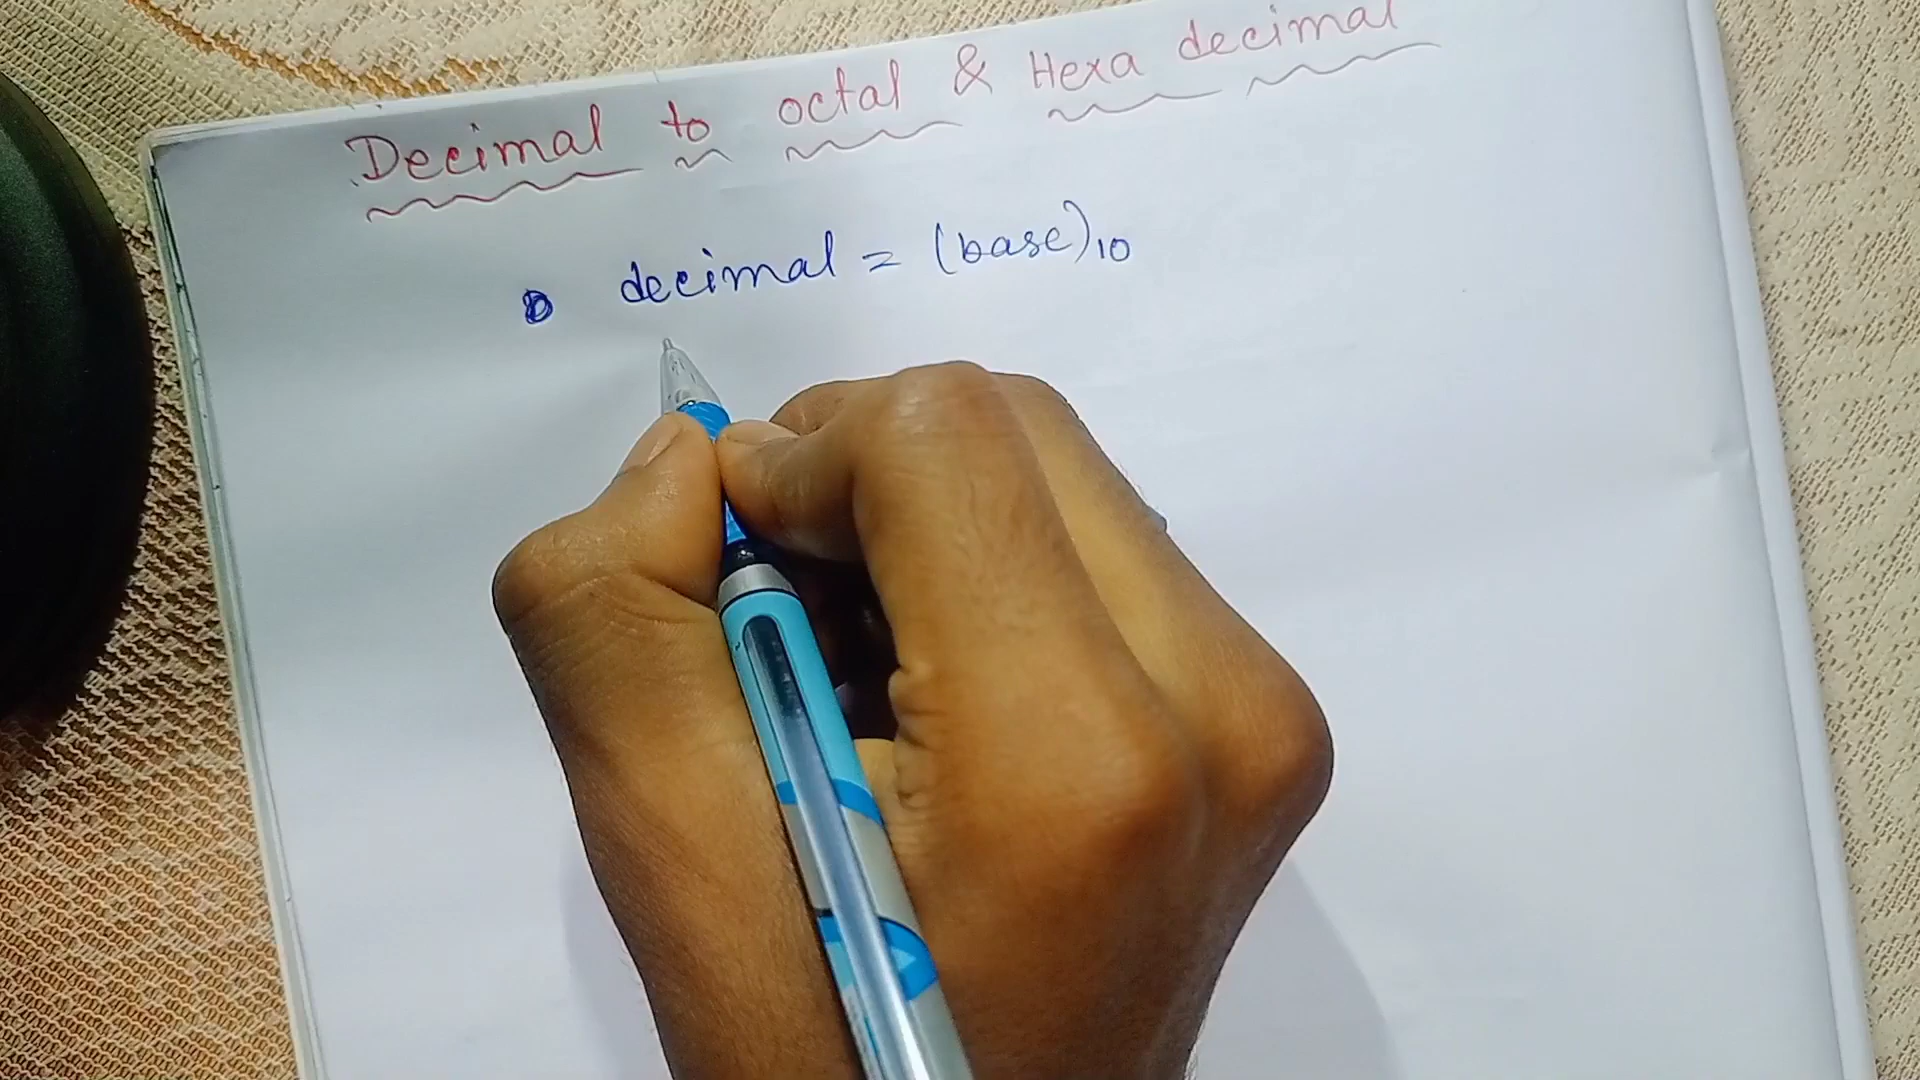 Decimal to octal & Hexa decimal
decimal = (base)10